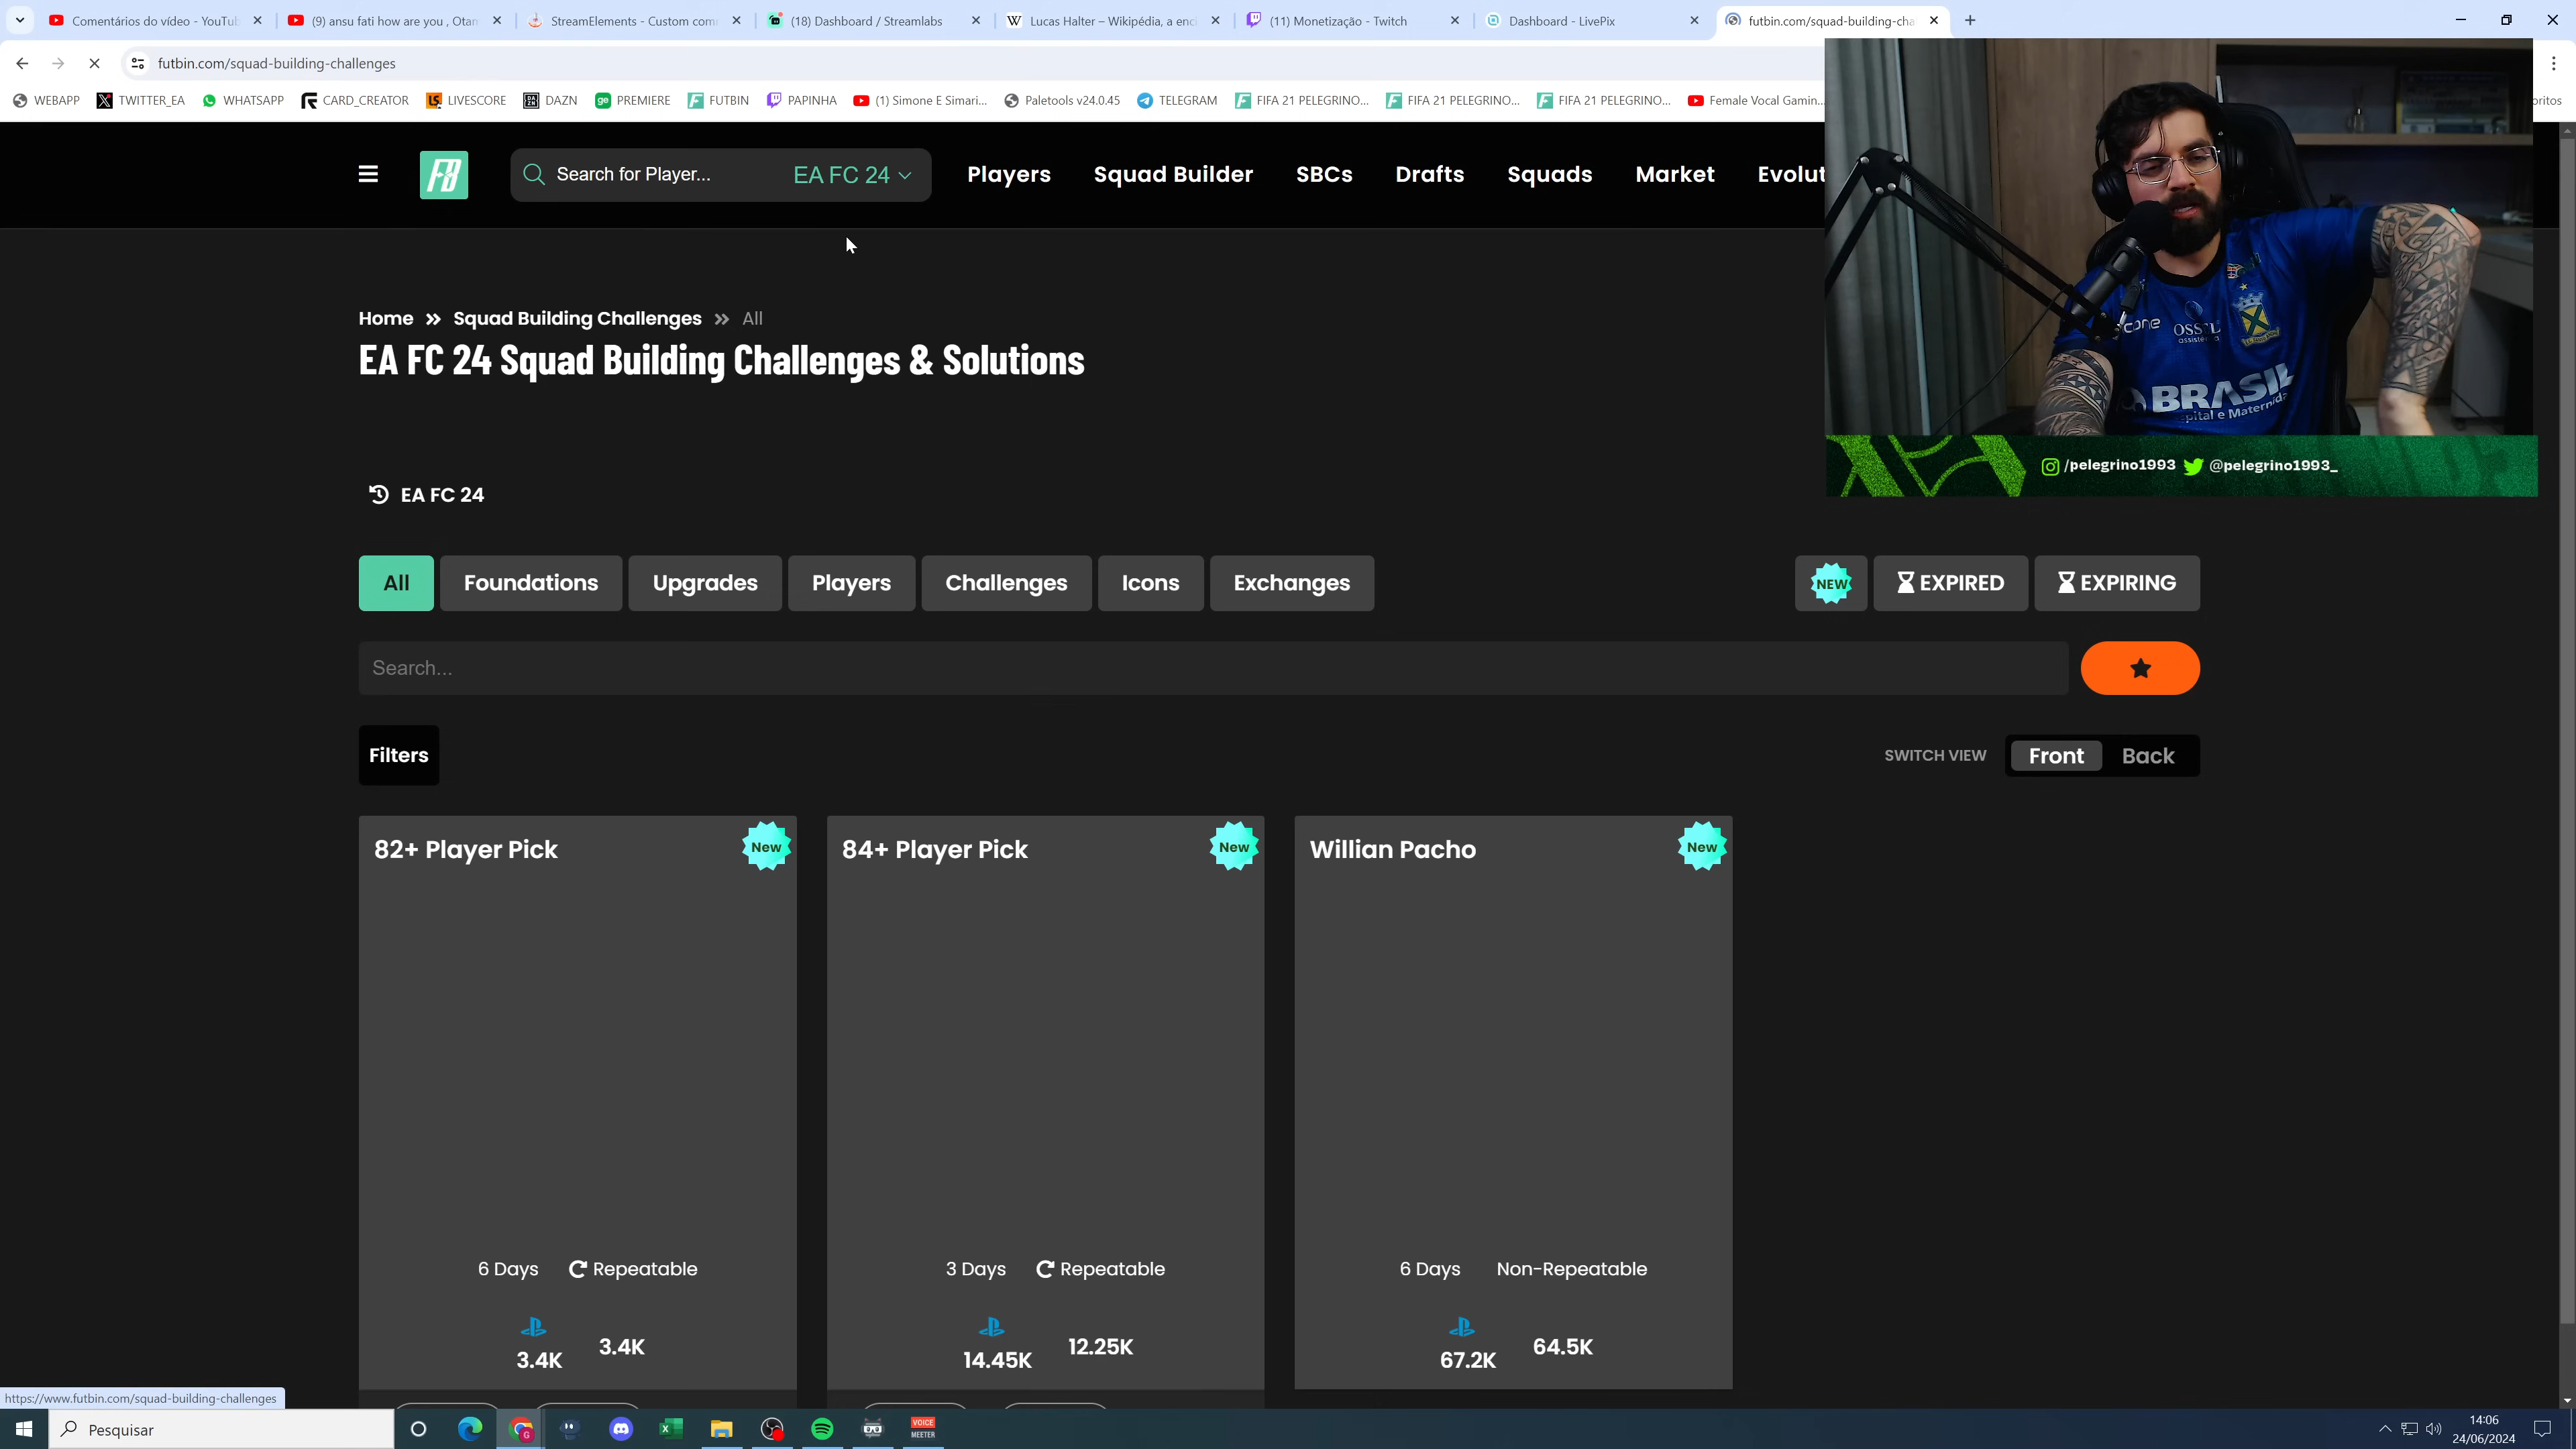 Comentários do vídeo - YouTub
(9) ansu fati how are you , Otan
StreamElements - Custom com
(18) Dashboard / Streamlabs
Lucas Halter – Wikipédia, a enci
(11) Monetização - Twitch
Dashboard - LivePix
futbin.com/squad-building-cha
futbin.com/squad-building-challenges
WEBAPP
TWITTER_EA
WHATSAPP
CARD_CREATOR
LIVESCORE
DAZN
PREMIERE
FUTBIN
PAPINHA
(1) Simone E Simari...
Paletools v24.0.45
TELEGRAM
FIFA 21 PELEGRINO...
FIFA 21 PELEGRINO...
FIFA 21 PELEGRINO...
Female Vocal Gamin...
oritos
FB
Search for Player...
EA FC 24
Players
Squad Builder
SBCs
Drafts
Squads
Market
Evolut
Home » Squad Building Challenges » All
EA FC 24 Squad Building Challenges & Solutions
BRASIL
/pelegrino1993
@pelegrino1993_
EA FC 24
All
Foundations
Upgrades
Players
Challenges
Icons
Exchanges
NEW
EXPIRED
EXPIRING
Search...
Filters
SWITCH VIEW
Front
Back
82+ Player Pick
New
84+ Player Pick
New
Willian Pacho
New
6 Days
Repeatable
3 Days
Repeatable
6 Days
Non-Repeatable
3.4K
3.4K
14.45K
12.25K
67.2K
64.5K
https://www.futbin.com/squad-building-challenges
Pesquisar
VOICE
MEETER
14:06
24/06/2024